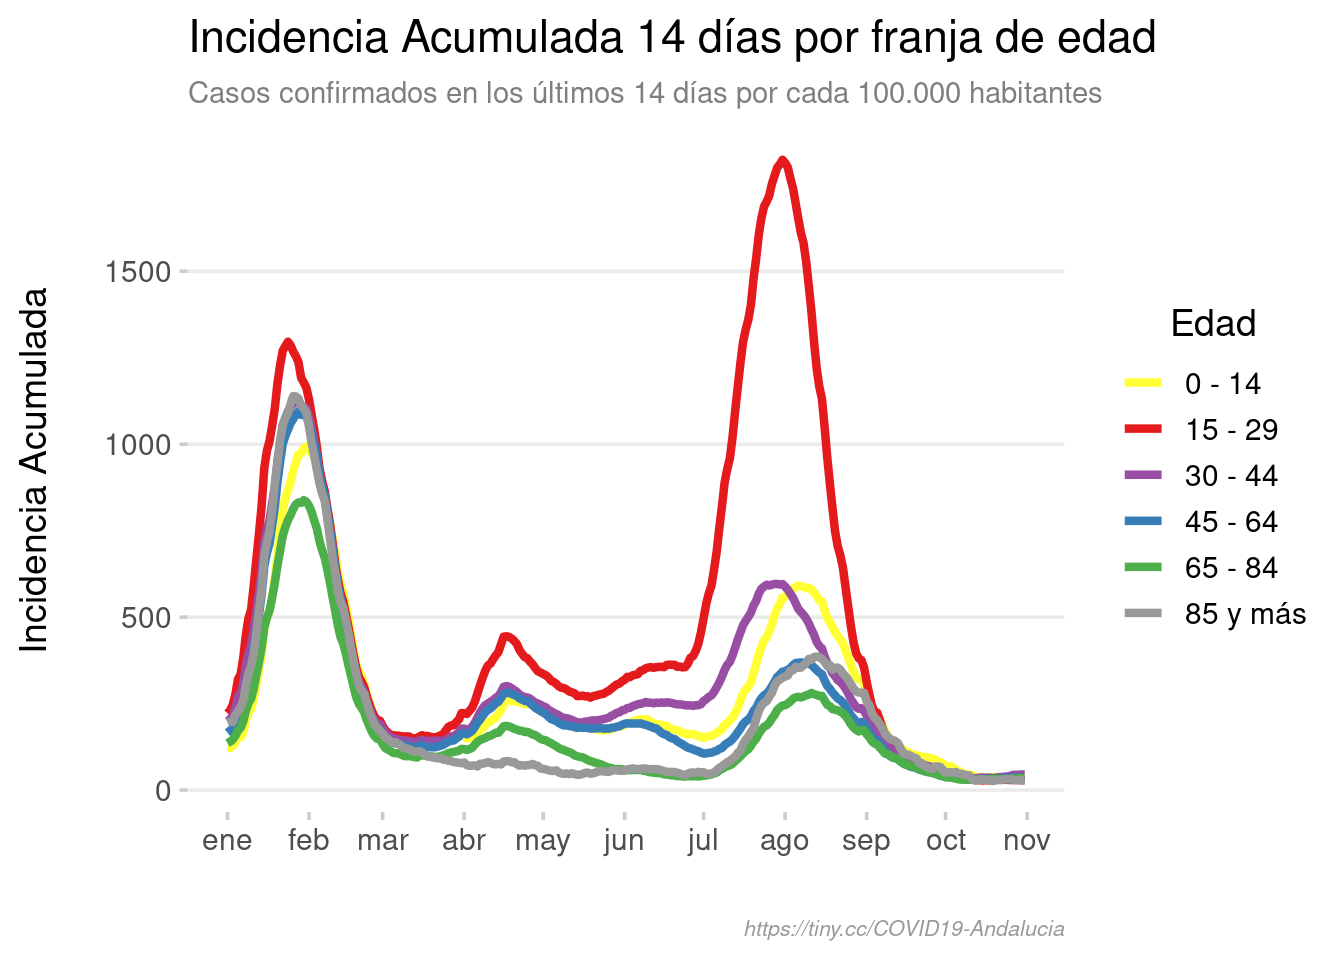 Incidencia Acumulada 14 días por franja de edad
Casos confirmados en los últimos 14 días por cada 100.000 habitantes
Incidencia Acumulada
1500
1000
500
0
ene feb mar abr may jun jul ago sep oct nov
Edad
0 - 14
15 - 29
30 - 44
45 - 64
65 - 84
85 y más
https://tiny.cc/COVID19-Andalucia